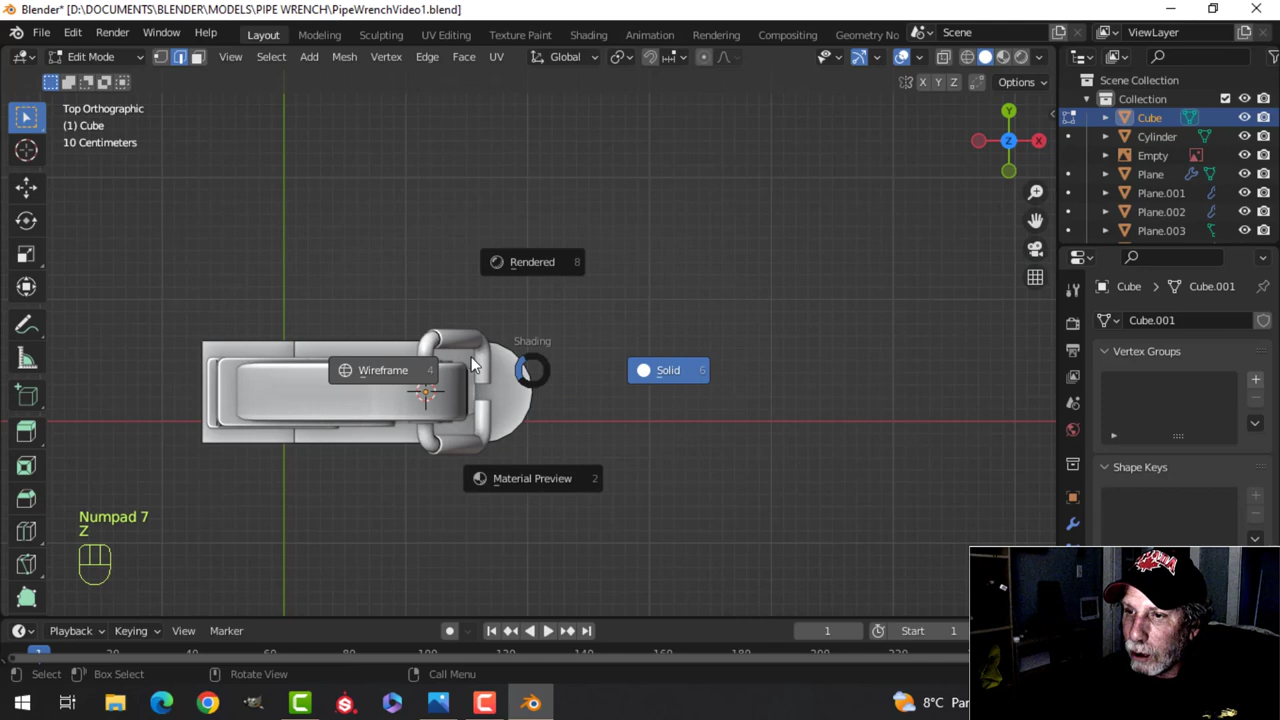 Blender* [D:\DOCUMENTS\BLENDER\MODELS\PIPE WRENCH\PipeWrenchVideo1.blend]
File Edit Render Window Help Layout Modeling Sculpting UV Editing Texture Paint Shading Animation Rendering Compositing Geometry No Scene ViewLayer
Edit Mode View Select Add Mesh Vertex Edge Face UV Global
X Y Z Options
Scene Collection
Collection
Cube
Cylinder
Empty
Plane
Plane.001
Plane.002
Plane.003
Top Orthographic
(1) Cube
10 Centimeters
Y
Z
X
Rendered 8
Shading
Wireframe 4
Solid 6
Material Preview 2
Numpad 7
Z
Cube Cube.001
Cube.001
Vertex Groups
Shape Keys
Playback Keying View Marker 1 Start 1
Select Box Select Rotate View Call Menu
8°C